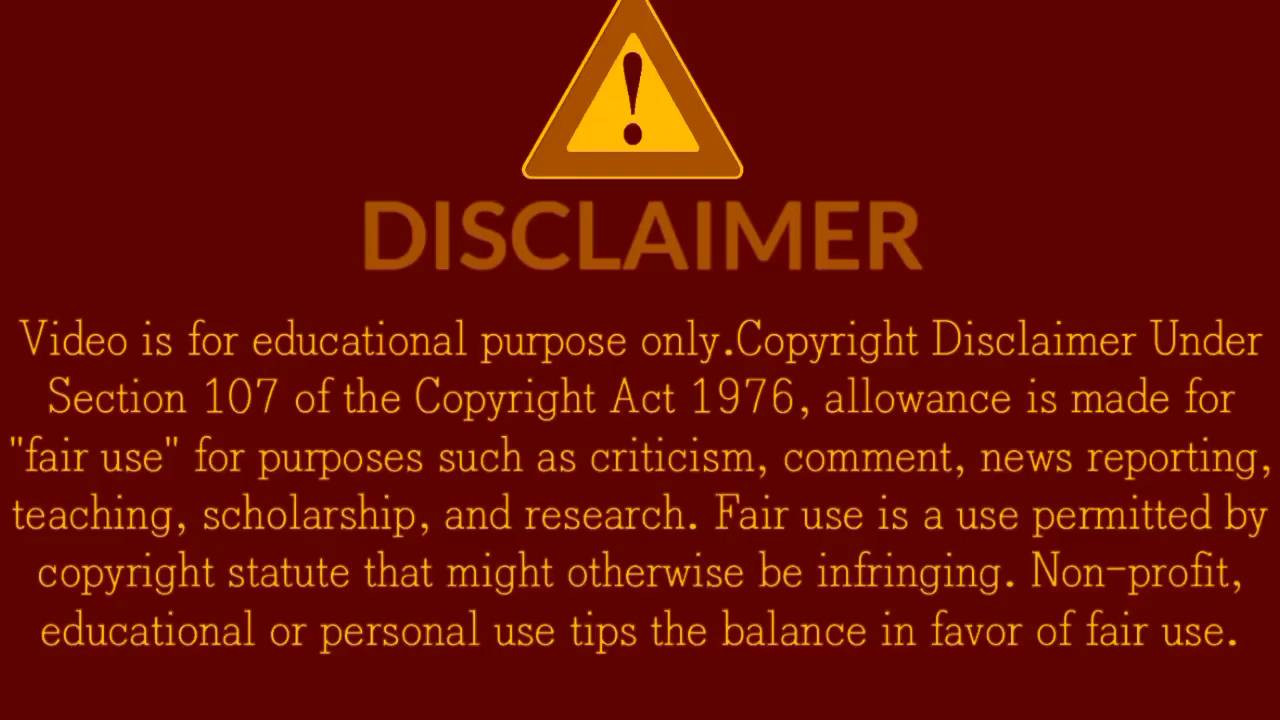 !
DISCLAIMER
Video is for educational purpose only.Copyright Disclaimer Under
Section 107 of the Copyright Act 1976, allowance is made for
"fair use" for purposes such as criticism, comment, news reporting,
teaching, scholarship, and research. Fair use is a use permitted by
copyright statute that might otherwise be infringing. Non-profit,
educational or personal use tips the balance in favor of fair use.